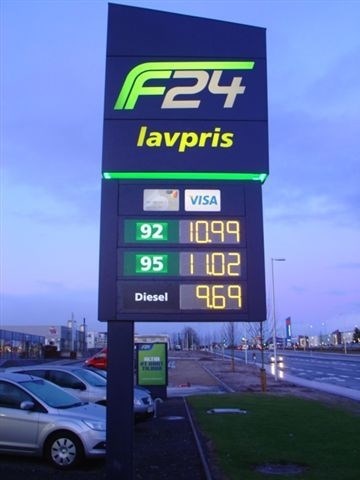 F24
lavpris
VISA
92 10.99
95 11.02
Diesel 9.69